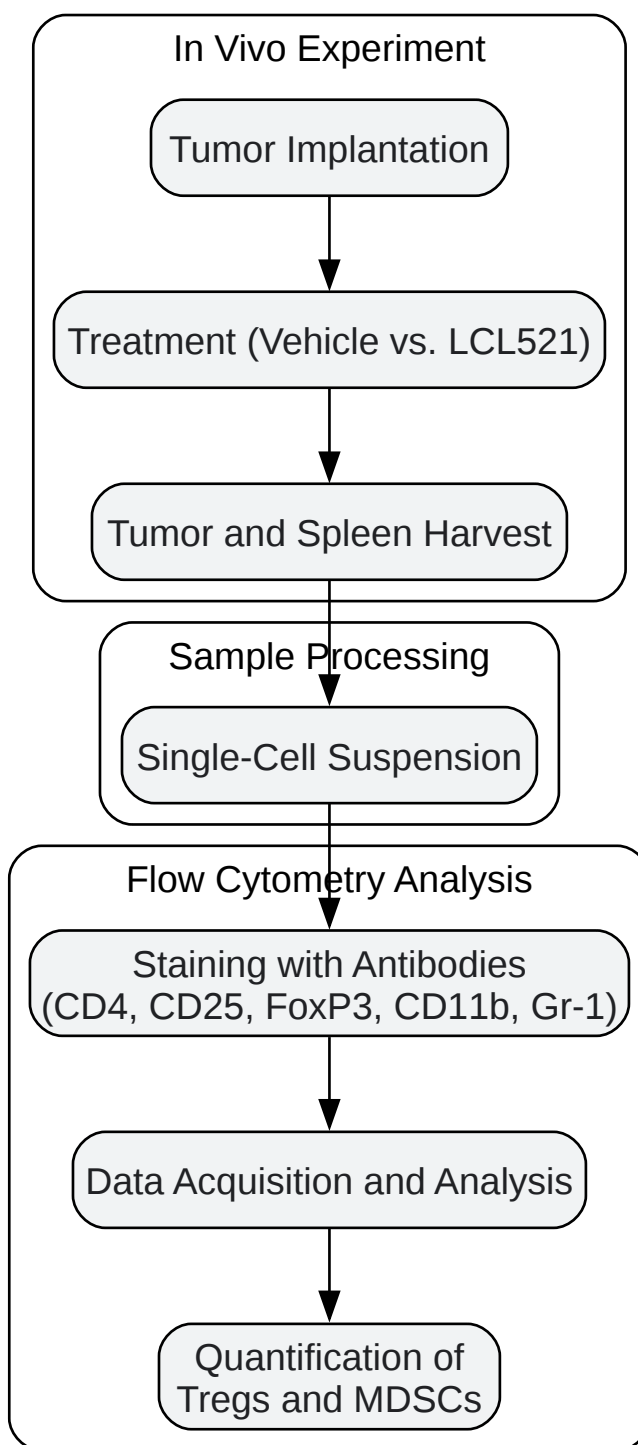 In Vivo Experiment
Tumor Implantation
Treatment (Vehicle vs. LCL521)
Tumor and Spleen Harvest
Sample Processing
Single-Cell Suspension
Flow Cytometry Analysis
Staining with Antibodies
(CD4, CD25, FoxP3, CD11b, Gr-1)
Data Acquisition and Analysis
Quantification of
Tregs and MDSCs